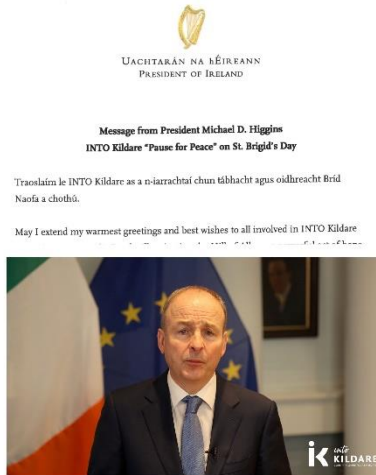 UACHTARÁN NA hÉIREANN
PRESIDENT OF IRELAND
Message from President Michael D. Higgins
INTO Kildare "Pause for Peace" on St. Brigid's Day
Traoslaím le INTO Kildare as a n-iarrachtaí chun tábhacht agus oidhreacht Bríd
Naofa a chothú.
May I extend my warmest greetings and best wishes to all involved in INTO Kildare
ik into
KILDARE